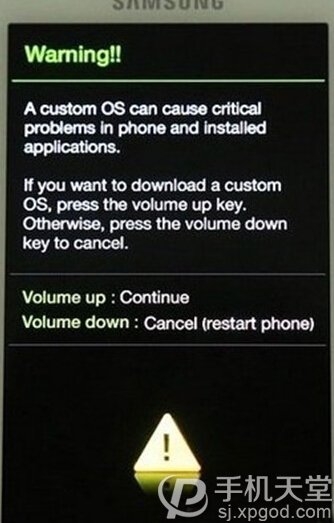 SAMSUNG
Warning!!
A custom OS can cause critical
problems in phone and installed
applications.
If you want to download a custom
OS, press the volume up key.
Otherwise, press the volume down
key to cancel.
Volume up : Continue
Volume down : Cancel (restart phone)
!
手机天堂
sj.xpgod.com